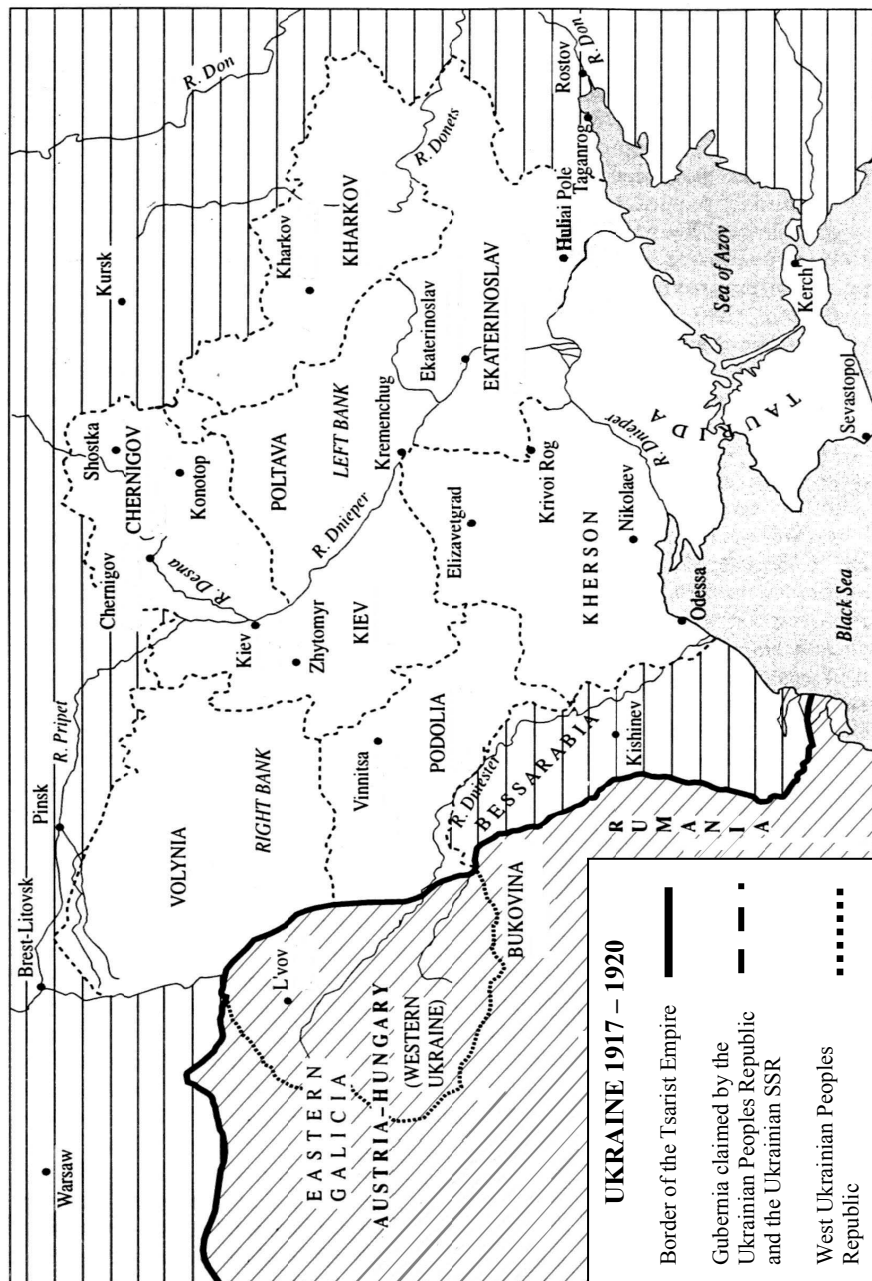 R. Don
Kursk
Shostka
CHERNIGOV
Konotop
Chernigov
R. Desna
R. Pripet
Pinsk
Brest-Litovsk
Warsaw
Kharkov
KHARKOV
R. Donets
POLTAVA
LEFT BANK
R. Dnieper
Kremenchug
Kiev
Zhytomyr
KIEV
VOLYNIA
RIGHT BANK
Vinnitsa
PODOLIA
L'vov
EASTERN
GALICIA
AUSTRIA-HUNGARY
(WESTERN
UKRAINE)
BUKOVINA
R. Dniester
BESSARABIA
Kishinev
RUMANIA
Ekaterinoslav
EKATERINOSLAV
Elizavetgrad
Krivoi Rog
KHERSON
Nikolaev
Odessa
Huliai Pole
Rostov
R. Don
Taganrog
Sea of Azov
R. Dnieper
TAURIDA
Kerch
Sevastopol
Black Sea
UKRAINE 1917 – 1920
Border of the Tsarist Empire
Gubernia claimed by the
Ukrainian Peoples Republic
and the Ukrainian SSR
West Ukrainian Peoples
Republic